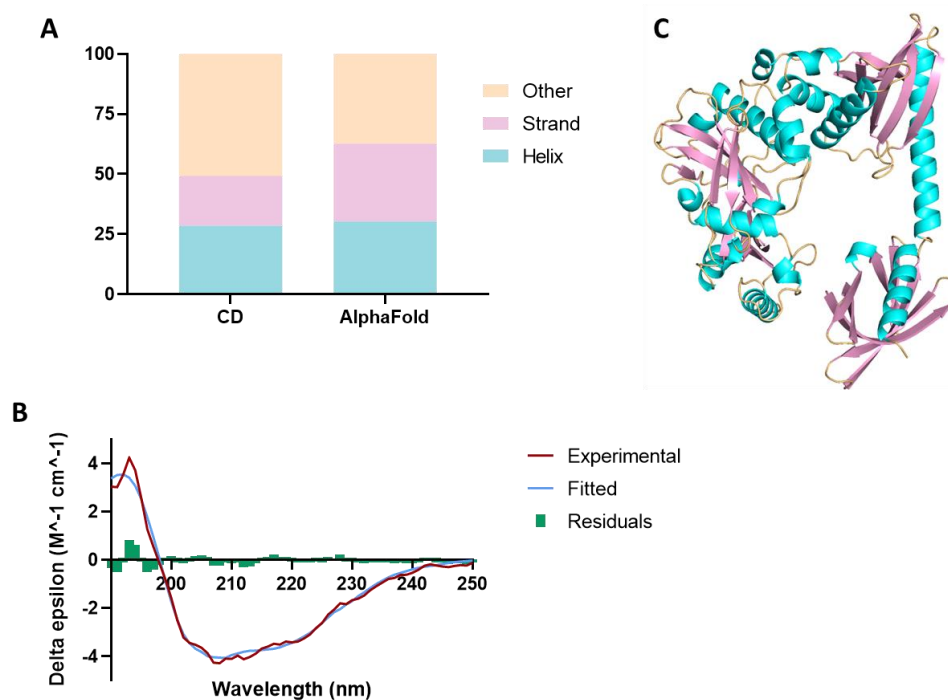 A
100
75
50
25
0
CD
AlphaFold
Other
Strand
Helix
C
B
Delta epsilon (M^-1 cm^-1)
4
2
0
-2
-4
200
210
220
230
240
250
Wavelength (nm)
Experimental
Fitted
Residuals